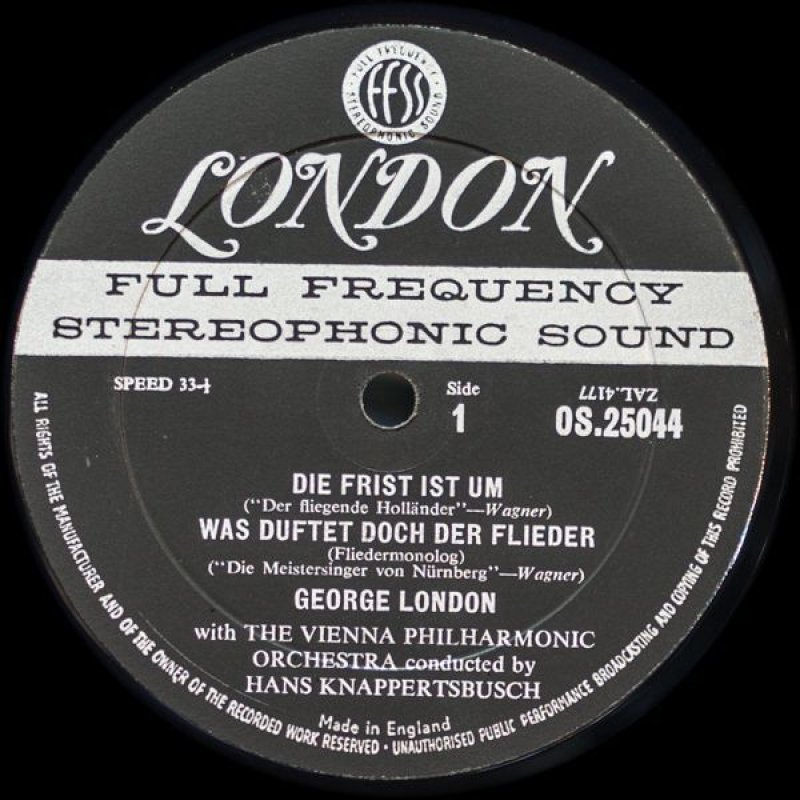 FULL FREQUENCY
STEREOPHONIC SOUND
FFSS
LONDON
FULL FREQUENCY
STEREOPHONIC SOUND
SPEED 33⅓
Side
1
ZAL.4177
OS.25044
DIE FRIST IST UM
("Der fliegende Holländer"—Wagner)
WAS DUFTET DOCH DER FLIEDER
(Fliedermonolog)
("Die Meistersinger von Nürnberg"—Wagner)
GEORGE LONDON
with THE VIENNA PHILHARMONIC
ORCHESTRA conducted by
HANS KNAPPERTSBUSCH
Made in England
ALL RIGHTS OF THE MANUFACTURER AND OF THE OWNER OF THE RECORDED WORK RESERVED · UNAUTHORISED PUBLIC PERFORMANCE BROADCASTING AND COPYING OF THIS RECORD PROHIBITED